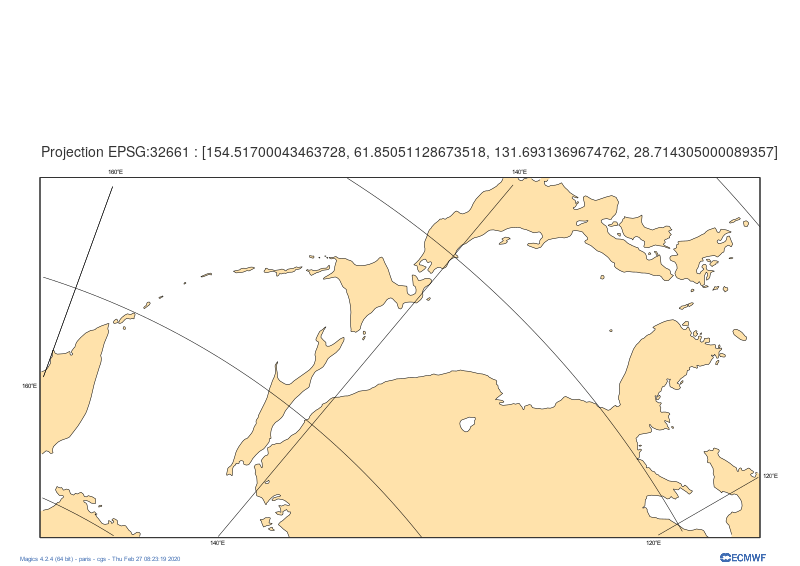 Projection EPSG:32661 : [154.51700043463728, 61.85051128673518, 131.6931369674762, 28.714305000089357]
160°E 140°E
160°E
120°E
140°E 120°E
Magics 4.2.4 (64 bit) - paris - cgs - Thu Feb 27 08:23:19 2020
ECMWF